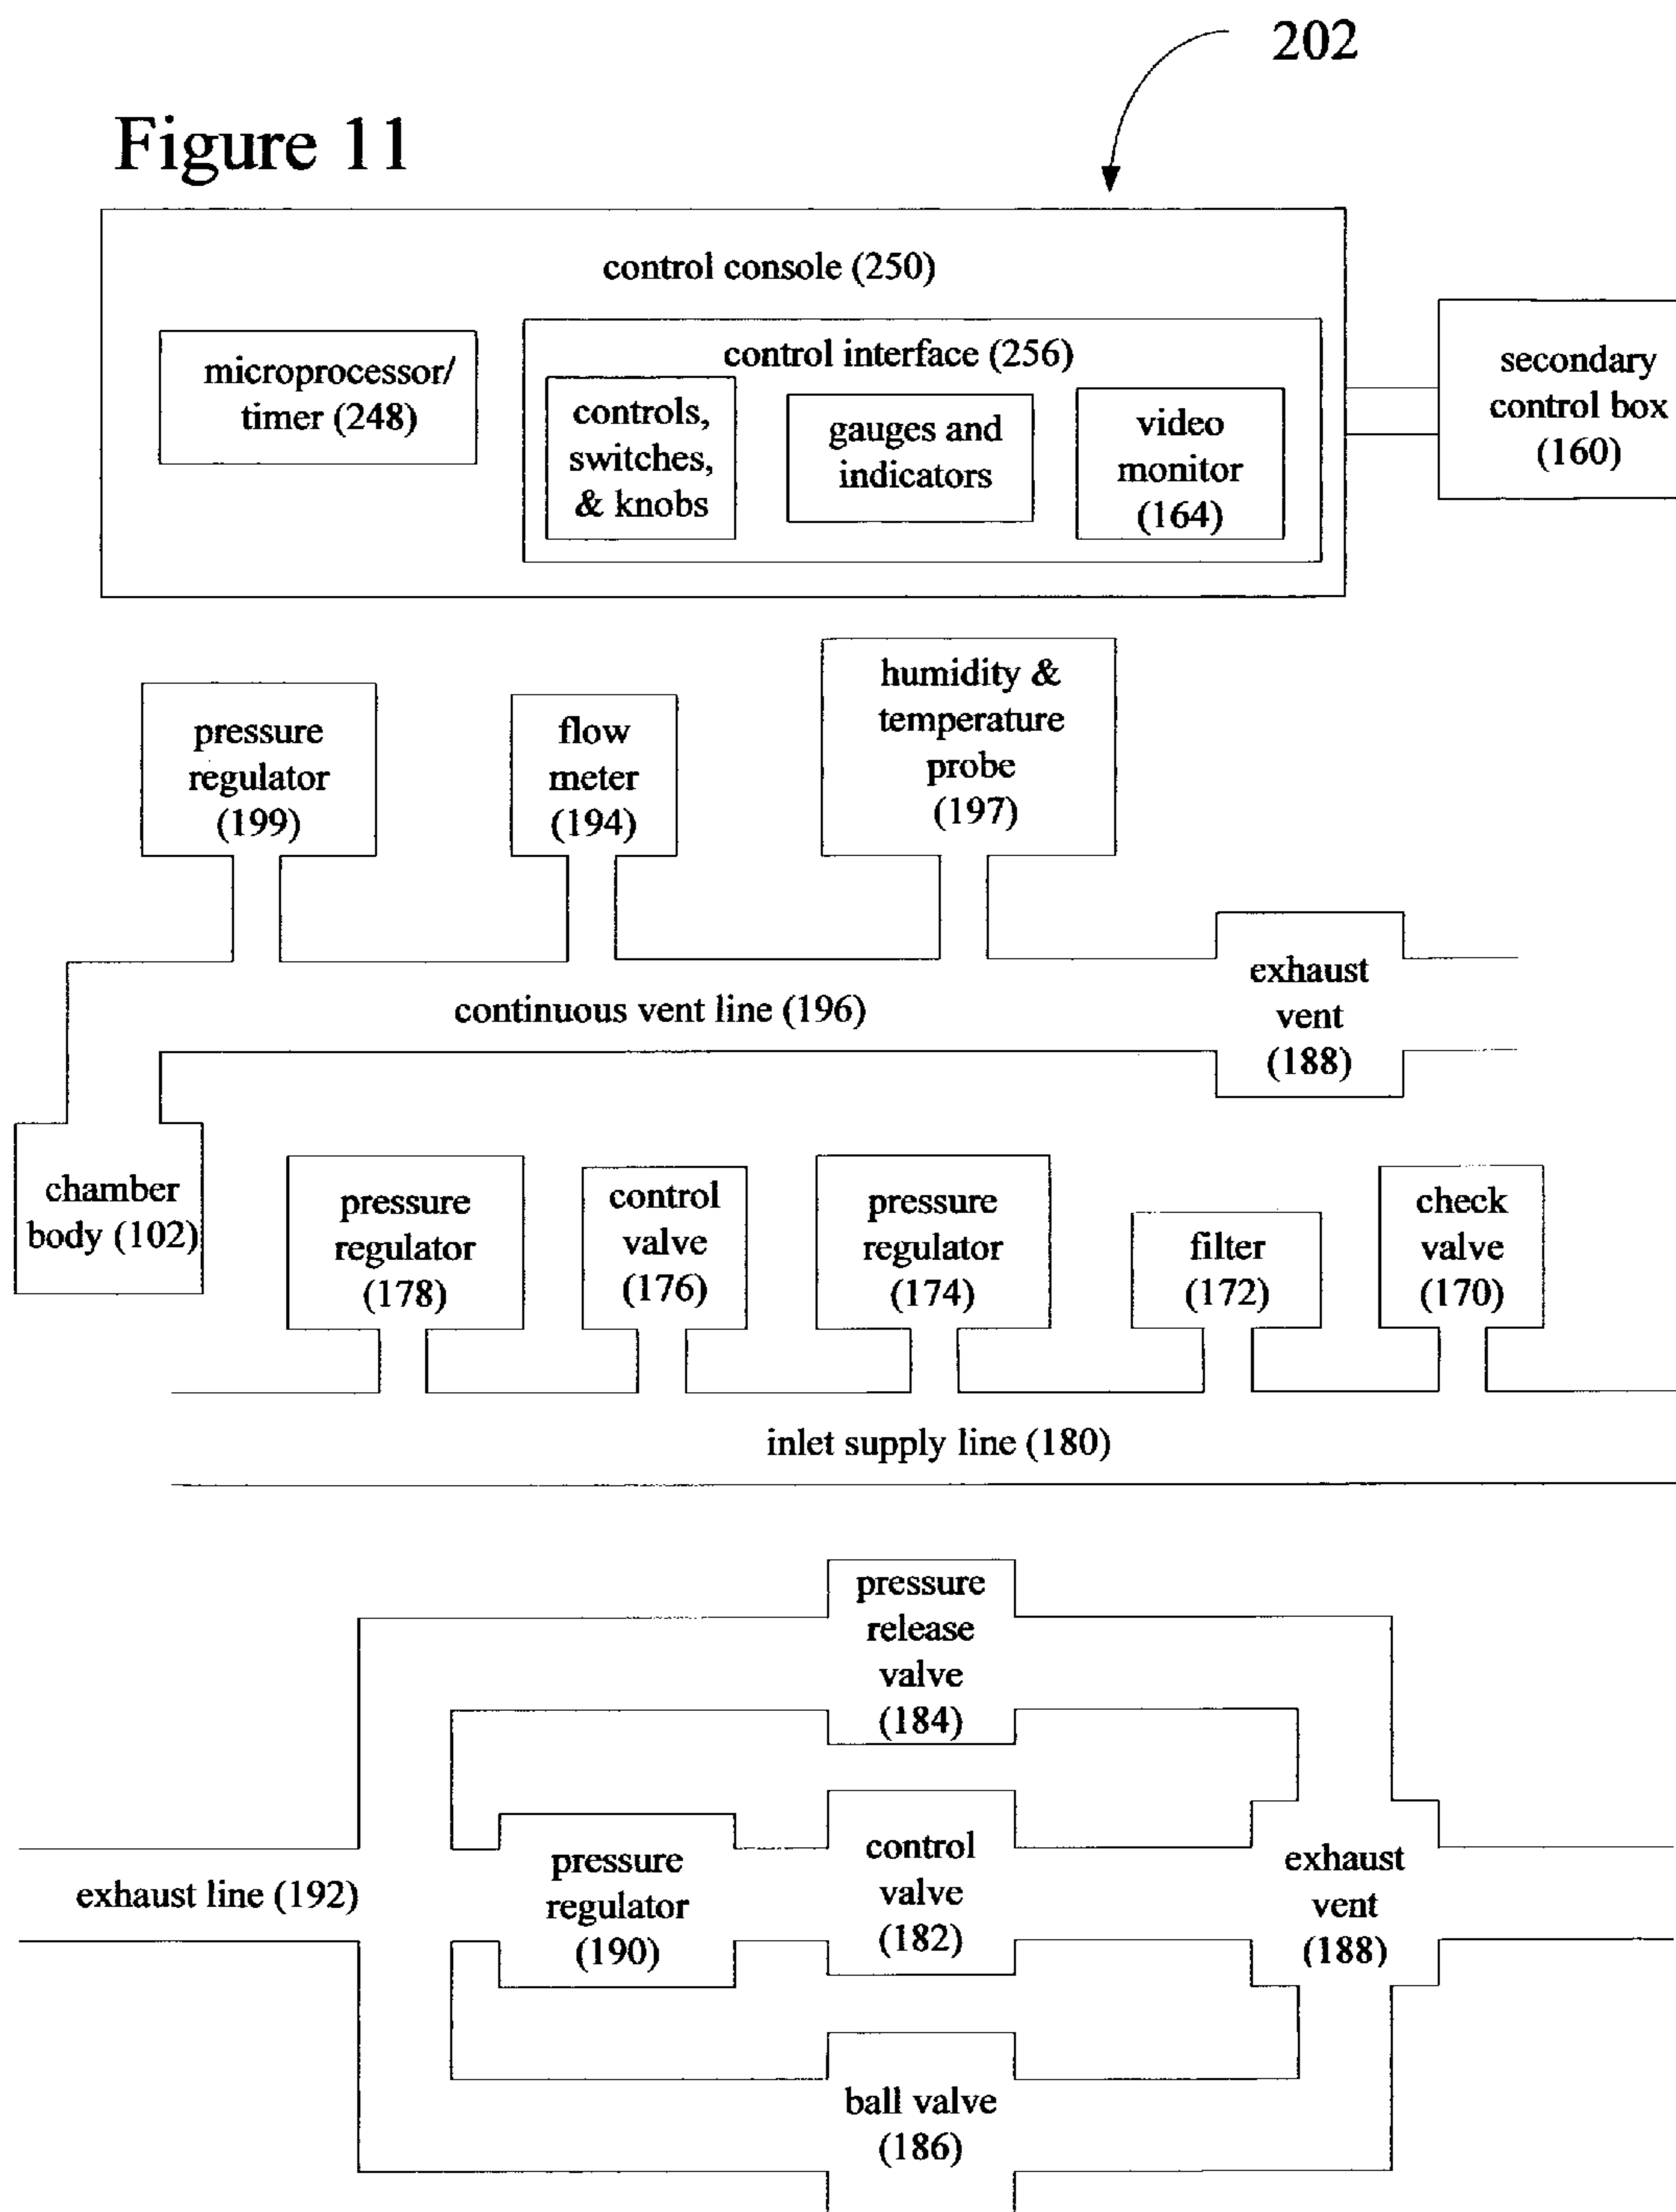 202
Figure 11
control console (250)
microprocessor/
timer (248)
control interface (256)
controls,
switches,
& knobs
gauges and
indicators
video
monitor
(164)
secondary
control box
(160)
pressure
regulator
(199)
flow
meter
(194)
humidity &
temperature
probe
(197)
continuous vent line (196)
exhaust
vent
(188)
chamber
body (102)
pressure
regulator
(178)
control
valve
(176)
pressure
regulator
(174)
filter
(172)
check
valve
(170)
inlet supply line (180)
pressure
release
valve
(184)
exhaust line (192)
pressure
regulator
(190)
control
valve
(182)
exhaust
vent
(188)
ball valve
(186)